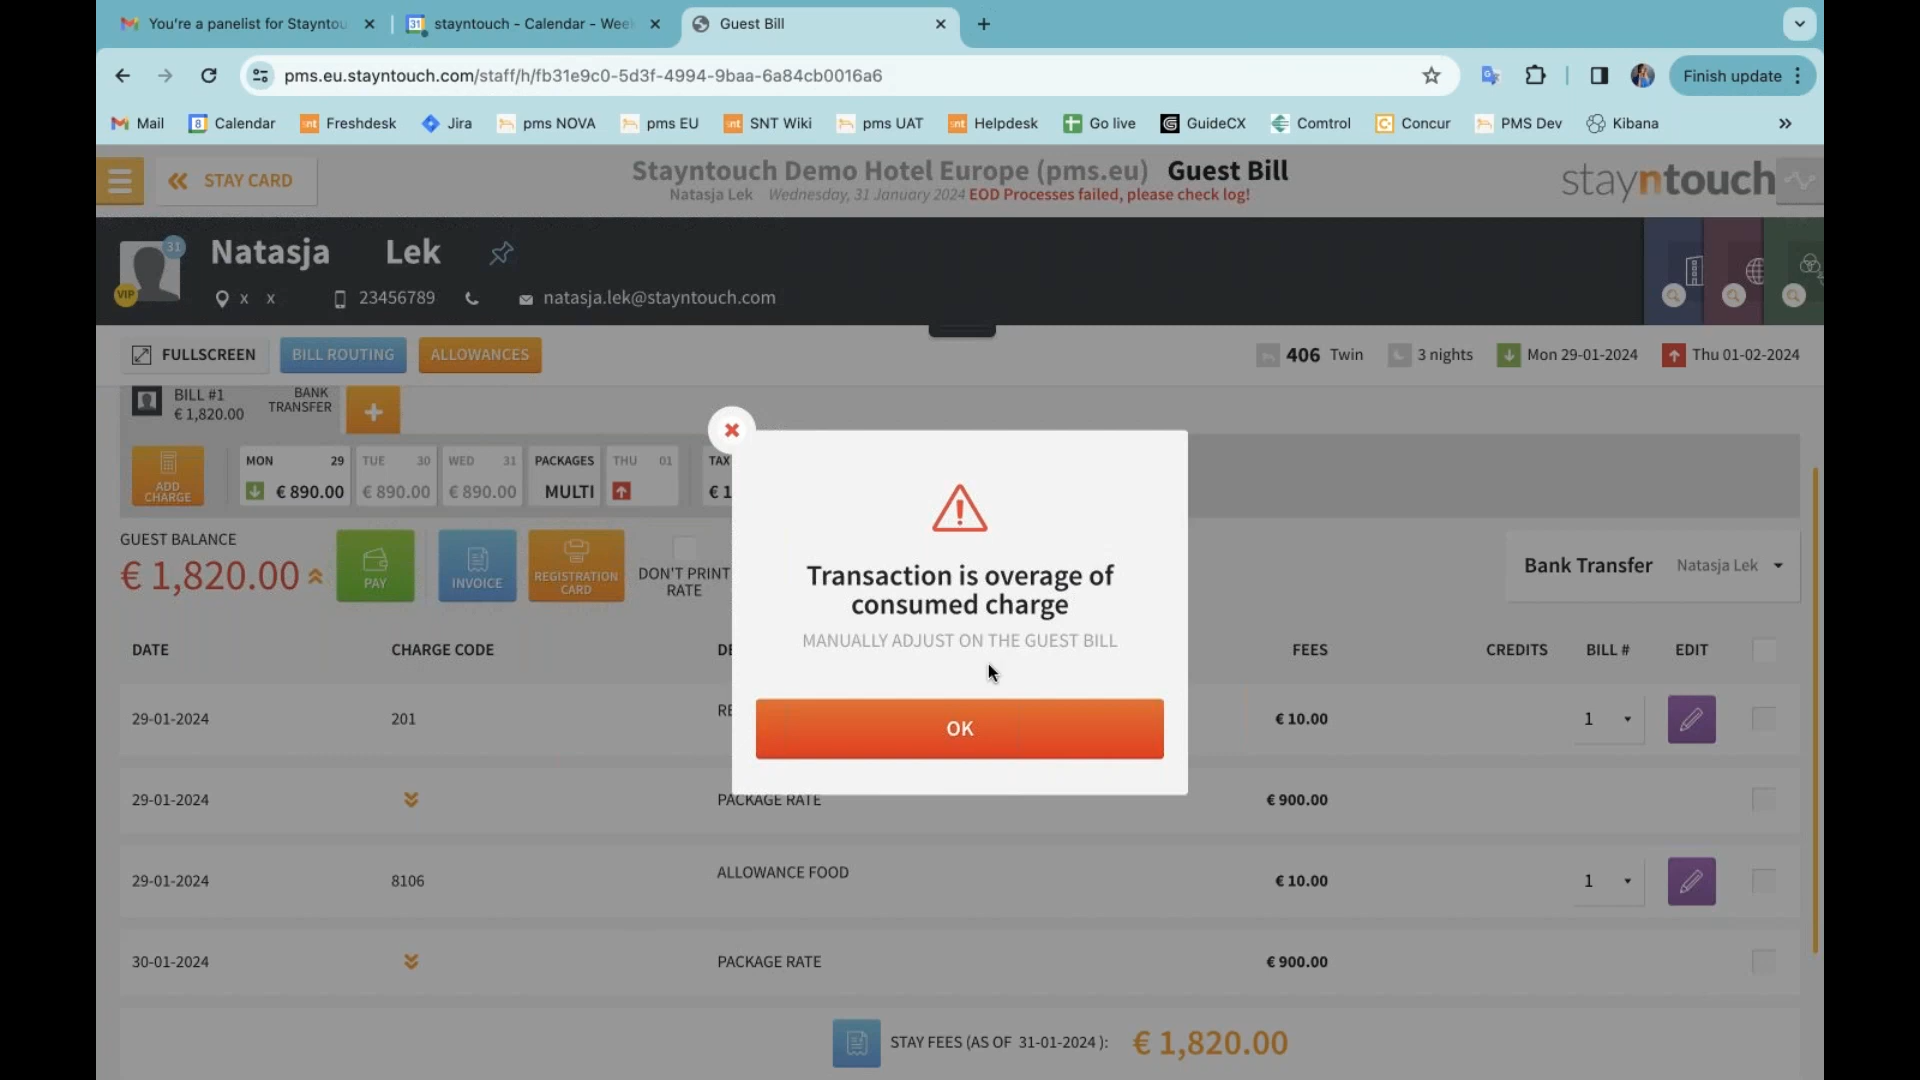 You're a panelist for Stayntou
stayntouch - Calendar - Wee
Guest Bill
pms.eu.stayntouch.com/staff/h/fb31e9c0-5d3f-4994-9baa-6a84cb0016a6
Finish update
Mail
Calendar
Freshdesk
Jira
pms NOVA
pms EU
SNT Wiki
pms UAT
Helpdesk
Go live
GuideCX
Comtrol
Concur
PMS Dev
Kibana
STAY CARD
Stayntouch Demo Hotel Europe (pms.eu) Guest Bill
Natasja Lek Wednesday, 31 January 2024 EOD Processes failed, please check log!
stayntouch
31
VIP
Natasja Lek
x x
23456789
natasja.lek@stayntouch.com
FULLSCREEN
BILL ROUTING
ALLOWANCES
406 Twin
3 nights
Mon 29-01-2024
Thu 01-02-2024
BILL #1
€ 1,820.00
BANK
TRANSFER
ADD
CHARGE
MON 29
€ 890.00
TUE 30
€ 890.00
WED 31
€ 890.00
PACKAGES
MULTI
THU 01
TAX
€ 1
GUEST BALANCE
€ 1,820.00
PAY
INVOICE
REGISTRATION
CARD
DON'T PRINT
RATE
Bank Transfer Natasja Lek
Transaction is overage of
consumed charge
MANUALLY ADJUST ON THE GUEST BILL
OK
DATE CHARGE CODE DE FEES CREDITS BILL # EDIT
29-01-2024 201 RE € 10.00 1
29-01-2024 PACKAGE RATE € 900.00
29-01-2024 8106 ALLOWANCE FOOD € 10.00 1
30-01-2024 PACKAGE RATE € 900.00
STAY FEES (AS OF 31-01-2024 ): € 1,820.00